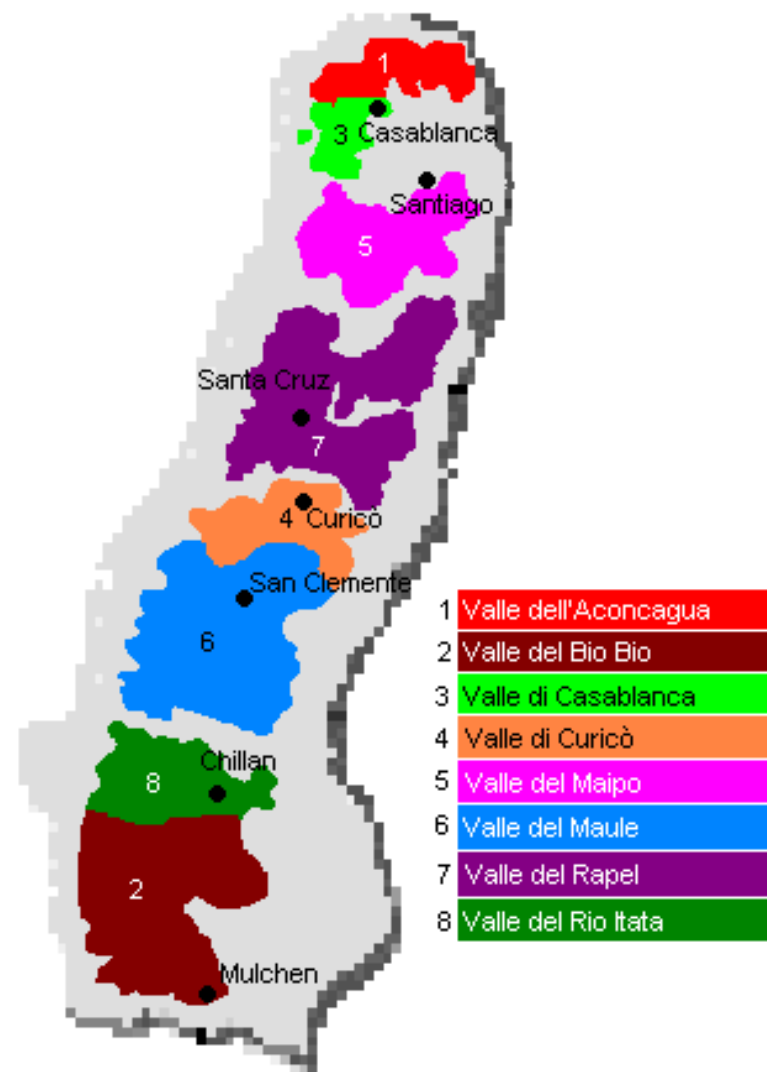 1
1
3 Casablanca
Santiago
5
Santa Cruz
7
4 Curicò
San Clemente
6
Chillan
8
2
Mulchen
1 Valle dell'Aconcagua
2 Valle del Bio Bio
3 Valle di Casablanca
4 Valle di Curicò
5 Valle del Maipo
6 Valle del Maule
7 Valle del Rapel
8 Valle del Rio Itata